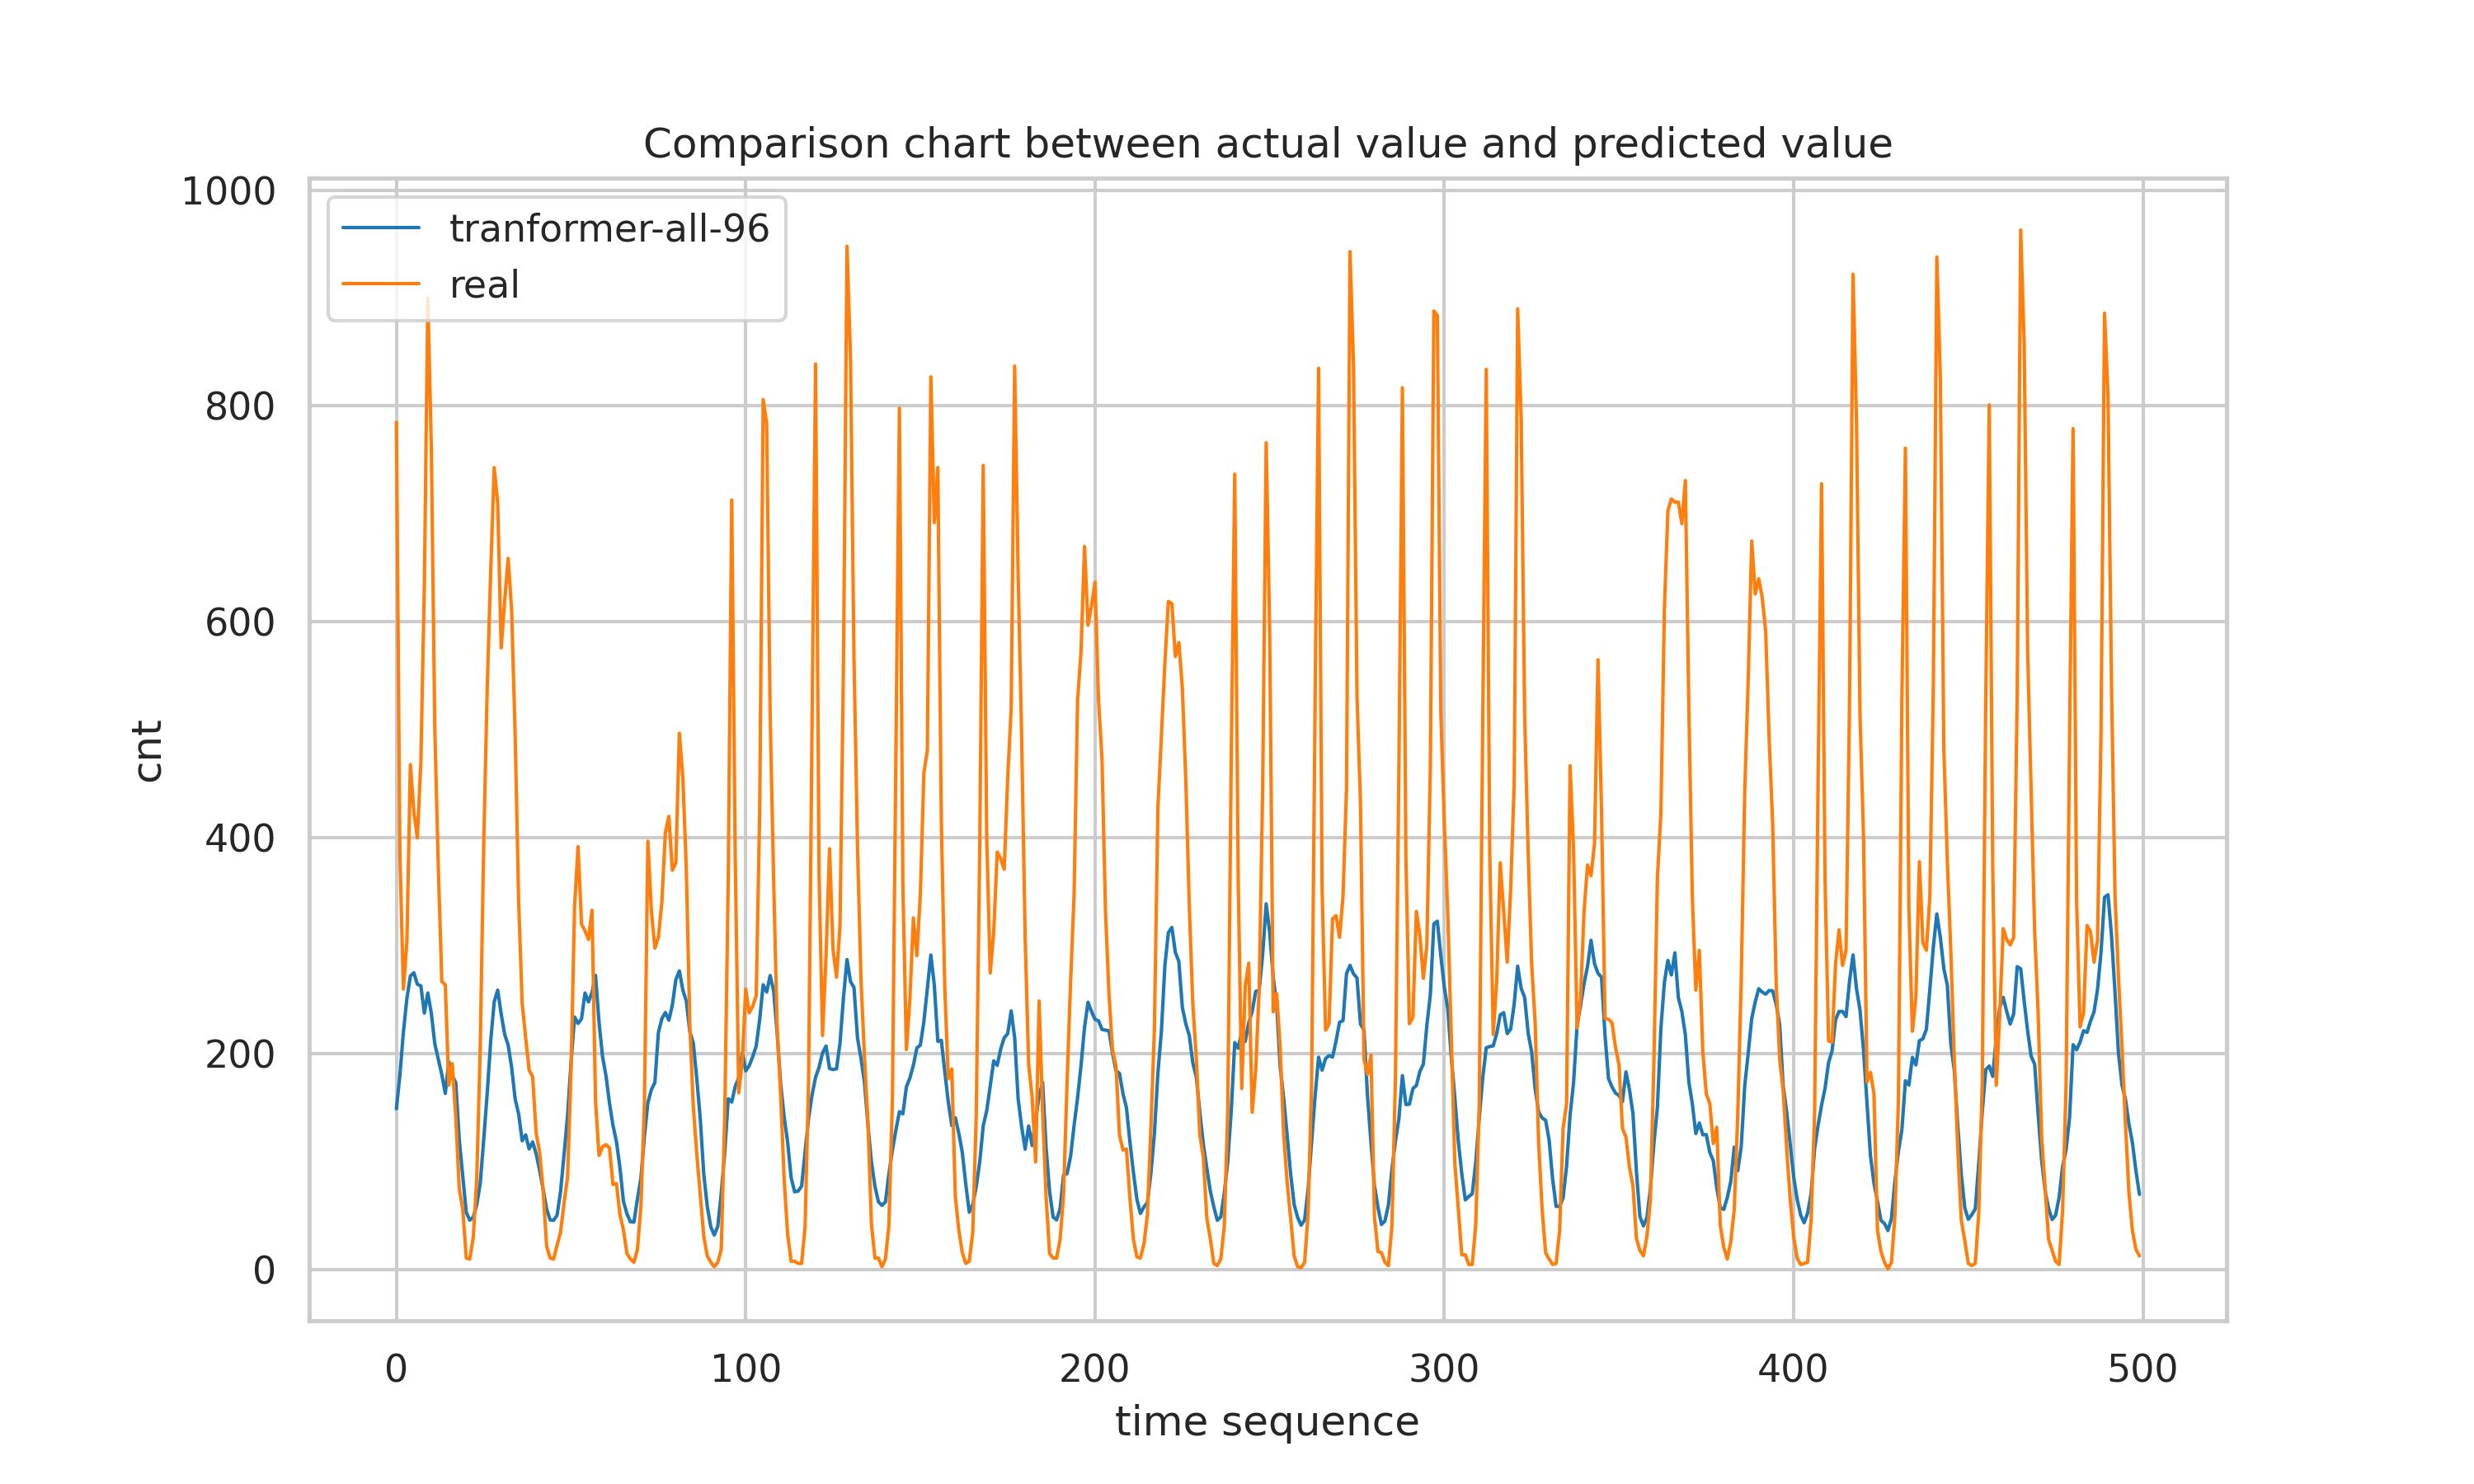 Comparison chart between actual value and predicted value
1000
800
600
400
200
0
cnt
tranformer-all-96
real
0 100 200 300 400 500
time sequence